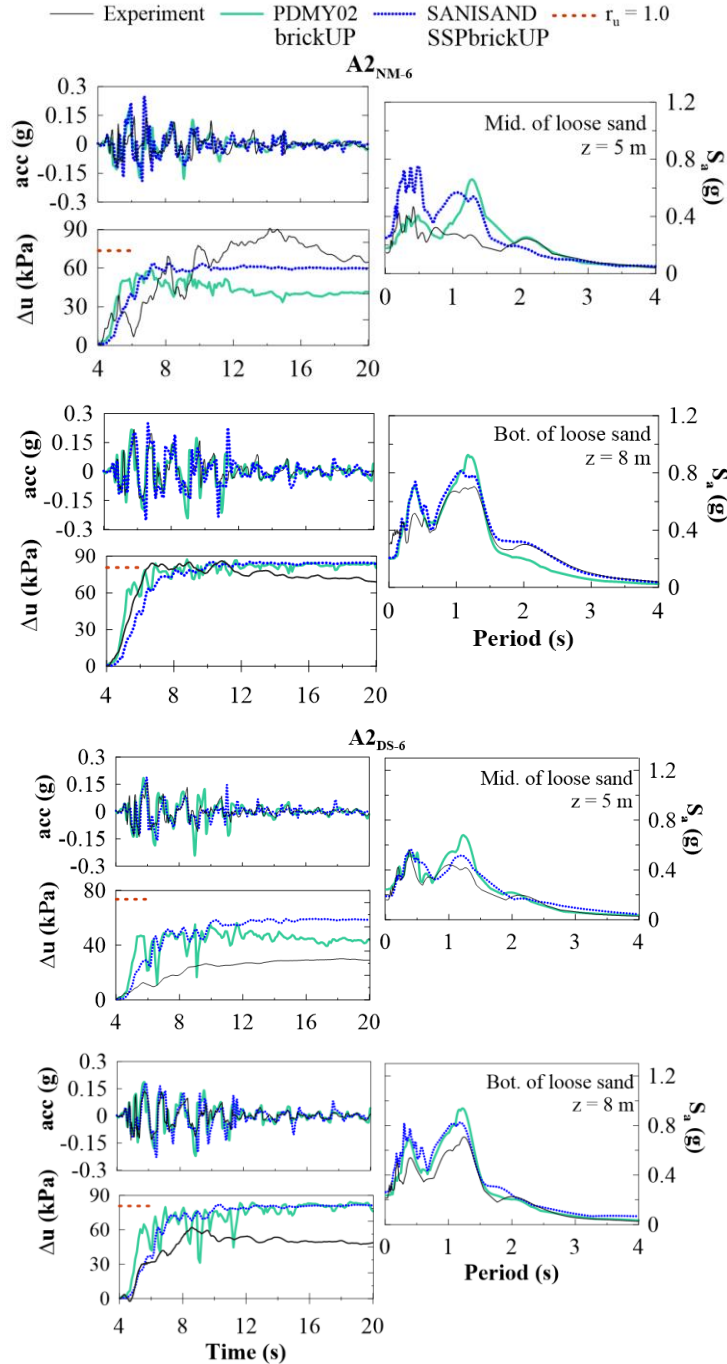 Experiment PDMY02 SANISAND r_u = 1.0
brickUP SSPbrickUP
A2_NM-6
0.3
0.15
0
-0.15
-0.3
acc (g)
90
60
30
0
Δu (kPa)
4 8 12 16 20
Mid. of loose sand
z = 5 m
1.2
0.8
0.4
0
S_a (g)
0 1 2 3 4
0.3
0.15
0
-0.15
-0.3
acc (g)
90
60
30
0
Δu (kPa)
4 8 12 16 20
Bot. of loose sand
z = 8 m
1.2
0.8
0.4
0
S_a (g)
0 1 2 3 4
Period (s)
A2_DS-6
0.3
0.15
0
-0.15
-0.3
acc (g)
80
40
0
Δu (kPa)
4 8 12 16 20
Mid. of loose sand
z = 5 m
1.2
0.8
0.4
0
S_a (g)
0 1 2 3 4
0.3
0.15
0
-0.15
-0.3
acc (g)
90
60
30
0
Δu (kPa)
4 8 12 16 20
Time (s)
Bot. of loose sand
z = 8 m
1.2
0.8
0.4
0
S_a (g)
0 1 2 3 4
Period (s)